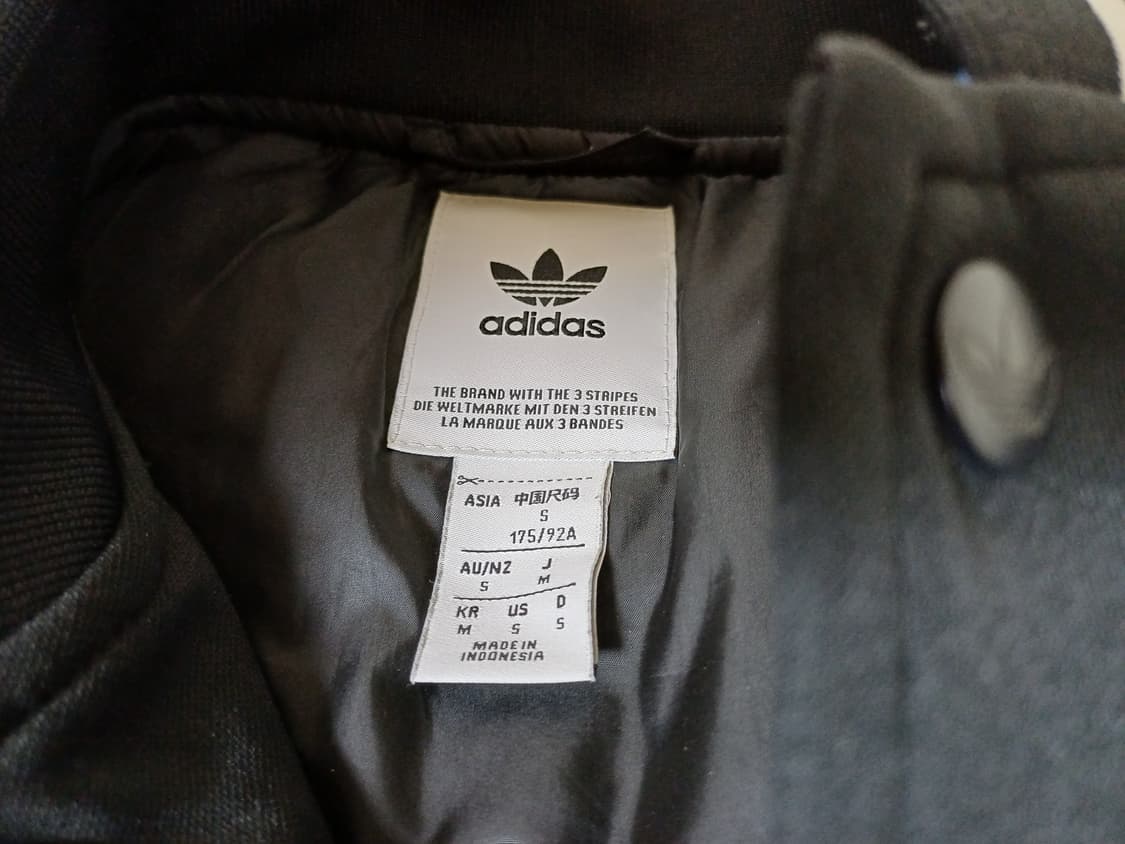 adidas
THE BRAND WITH THE 3 STRIPES
DIE WELTMARKE MIT DEN 3 STREIFEN
LA MARQUE AUX 3 BANDES
ASIA 中国尺码
S
175/92A
AU/NZ J
S M
KR US D
M S S
MADE IN
INDONESIA